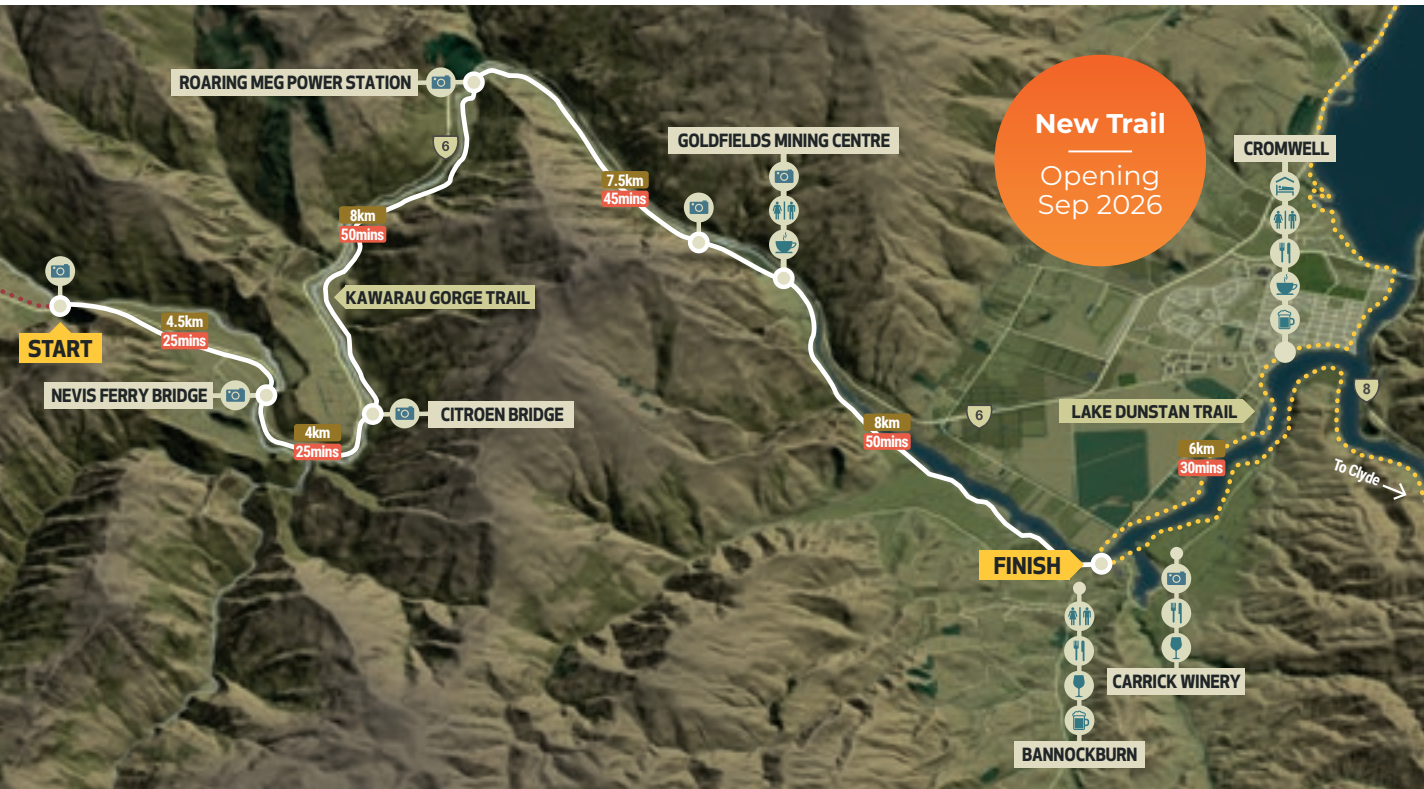 ROARING MEG POWER STATION
6
GOLDFIELDS MINING CENTRE
New Trail
Opening
Sep 2026
CROMWELL
7.5km
45mins
8km
50mins
KAWARAU GORGE TRAIL
4.5km
25mins
START
NEVIS FERRY BRIDGE
CITROEN BRIDGE
4km
25mins
8km
50mins
6
LAKE DUNSTAN TRAIL
8
6km
30mins
To Clyde
FINISH
CARRICK WINERY
BANNOCKBURN